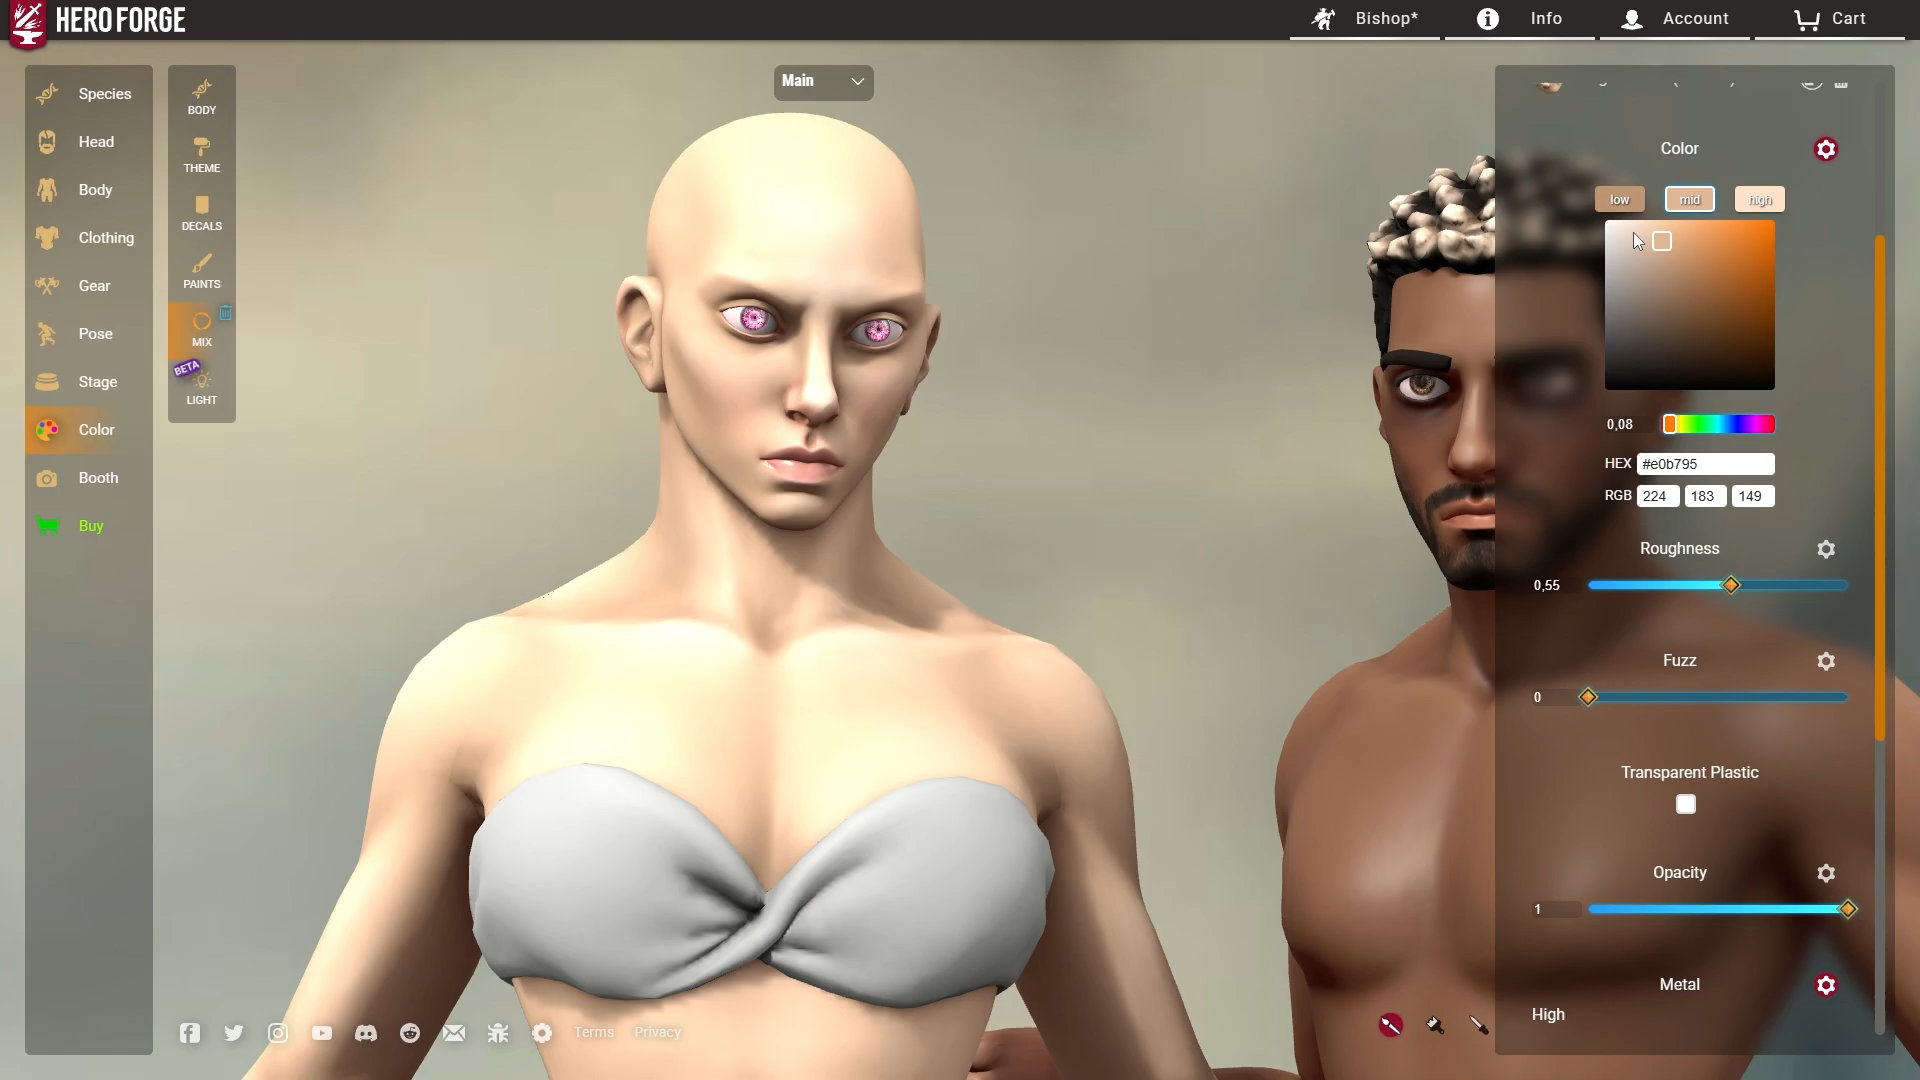 HERO FORGE
Bishop*
Info
Account
Cart
Species
Head
Body
Clothing
Gear
Pose
Stage
Color
Booth
Buy
BODY
THEME
DECALS
PAINTS
MIX
BETA
LIGHT
Main
Color
low mid high
0,08
HEX #e0b795
RGB 224 183 149
Roughness
0,55
Fuzz
0
Transparent Plastic
Opacity
1
Metal
High
Terms Privacy